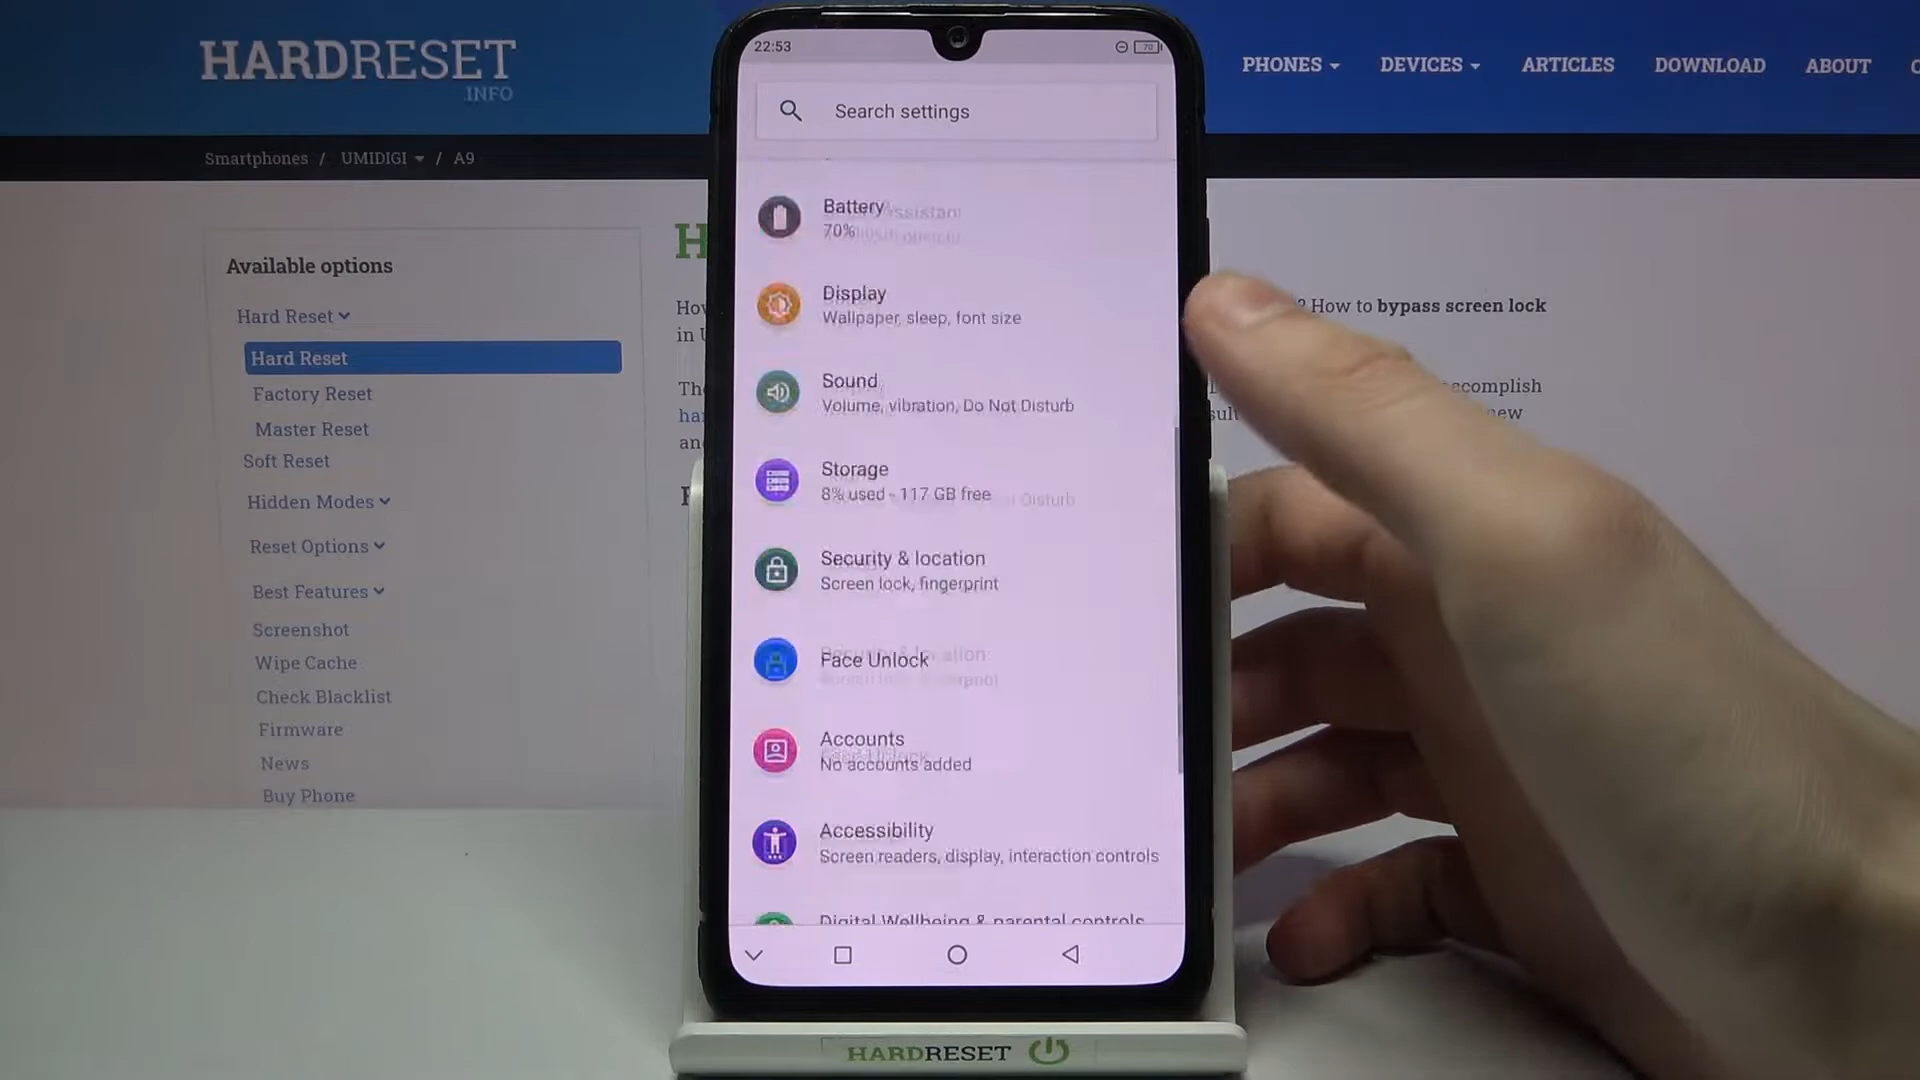 HARDRESET
.INFO
PHONES
DEVICES
ARTICLES
DOWNLOAD
ABOUT
Smartphones / UMIDIGI / A9
Available options
Hard Reset
Hard Reset
Factory Reset
Master Reset
Soft Reset
Hidden Modes
Reset Options
Best Features
Screenshot
Wipe Cache
Check Blacklist
Firmware
News
Buy Phone
? How to bypass screen lock
in
accomplish
22:53
70
Search settings
Battery
70%
Display
Wallpaper, sleep, font size
Sound
Volume, vibration, Do Not Disturb
Storage
8% used - 117 GB free
Security & location
Screen lock, fingerprint
Face Unlock
Accounts
No accounts added
Accessibility
Screen readers, display, interaction controls
Digital Wellbeing & parental controls
HARDRESET